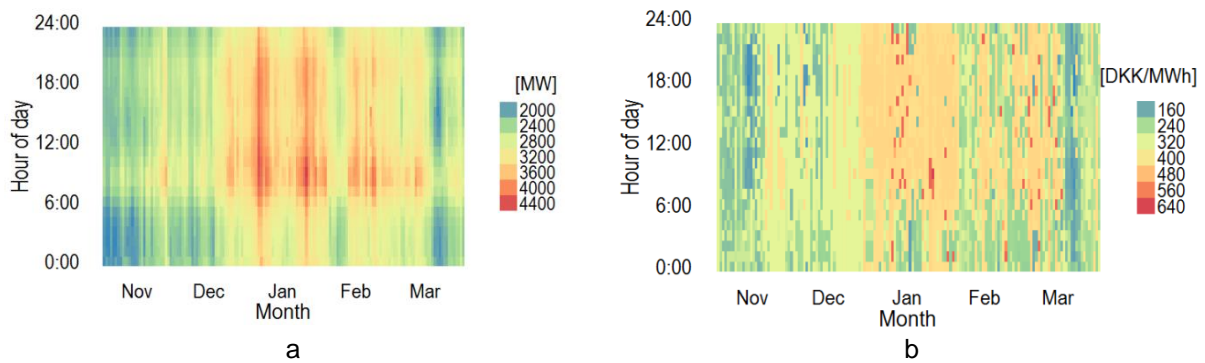 24:00
18:00
12:00
6:00
0:00
Hour of day
Nov Dec Jan Feb Mar
Month
[MW]
2000
2400
2800
3200
3600
4000
4400
a
24:00
18:00
12:00
6:00
0:00
Hour of day
Nov Dec Jan Feb Mar
Month
[DKK/MWh]
160
240
320
400
480
560
640
b